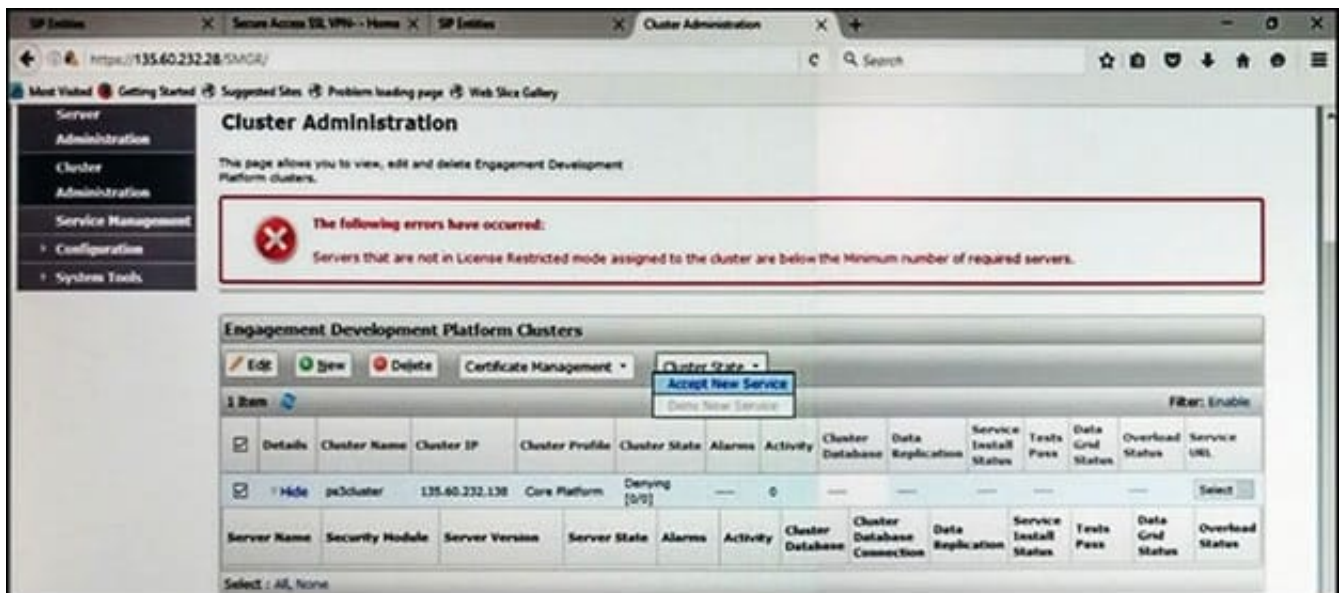 SIP Entities
Secure Access SSL VPN - Home
SIP Entities
Cluster Administration
https://135.60.232.28/SMGR/
Search
Most Visited
Getting Started
Suggested Sites
Problem loading page
Web Slice Gallery
Server
Administration
Cluster
Administration
Service Management
Configuration
System Tools
Cluster Administration
This page allows you to view, edit and delete Engagement Development
Platform clusters.
The following errors have occurred:
Servers that are not in License Restricted mode assigned to the cluster are below the Minimum number of required servers.
Engagement Development Platform Clusters
Edit
New
Delete
Certificate Management
Cluster State
Accept New Service
Deny New Service
1 Item
Filter: Enable
Details
Cluster Name
Cluster IP
Cluster Profile
Cluster State
Alarms
Activity
Cluster
Database
Data
Replication
Service
Install
Status
Tests
Pass
Data
Grid
Status
Overload
Status
Service
URL
Hide
ps3cluster
135.60.232.138
Core Platform
Denying
[0/0]
----
0
----
----
----
----
----
Select
Server Name
Security Module
Server Version
Server State
Alarms
Activity
Cluster
Database
Cluster
Database
Connection
Data
Replication
Service
Install
Status
Tests
Pass
Data
Grid
Status
Overload
Status
Select : All, None